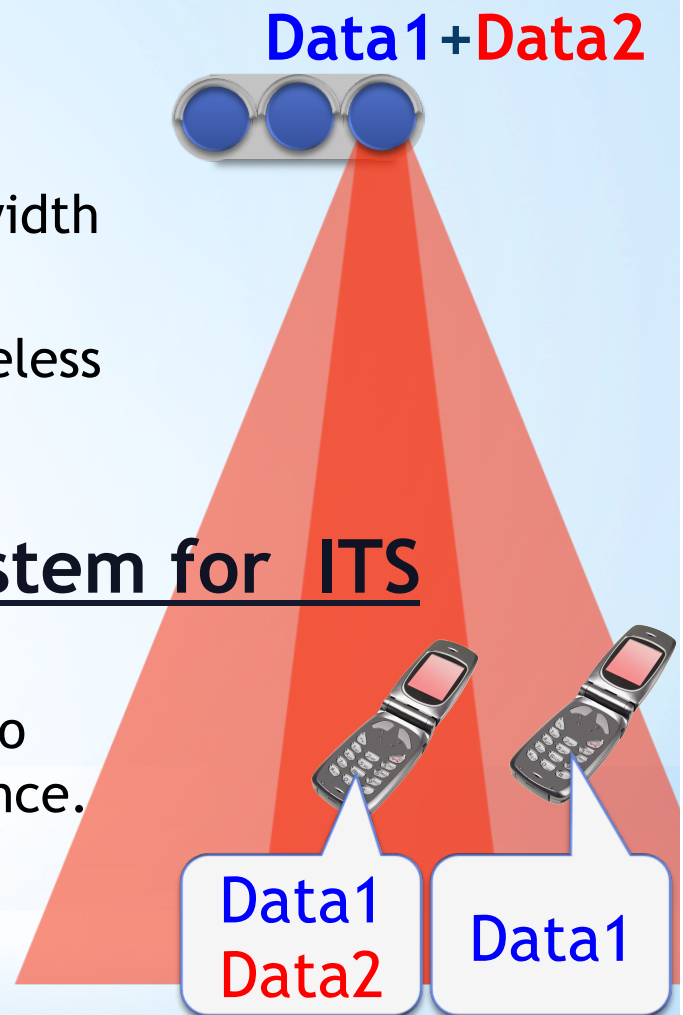 Data1+Data2
vidth
eless
stem for ITS
o
nce.
Data1
Data2
Data1